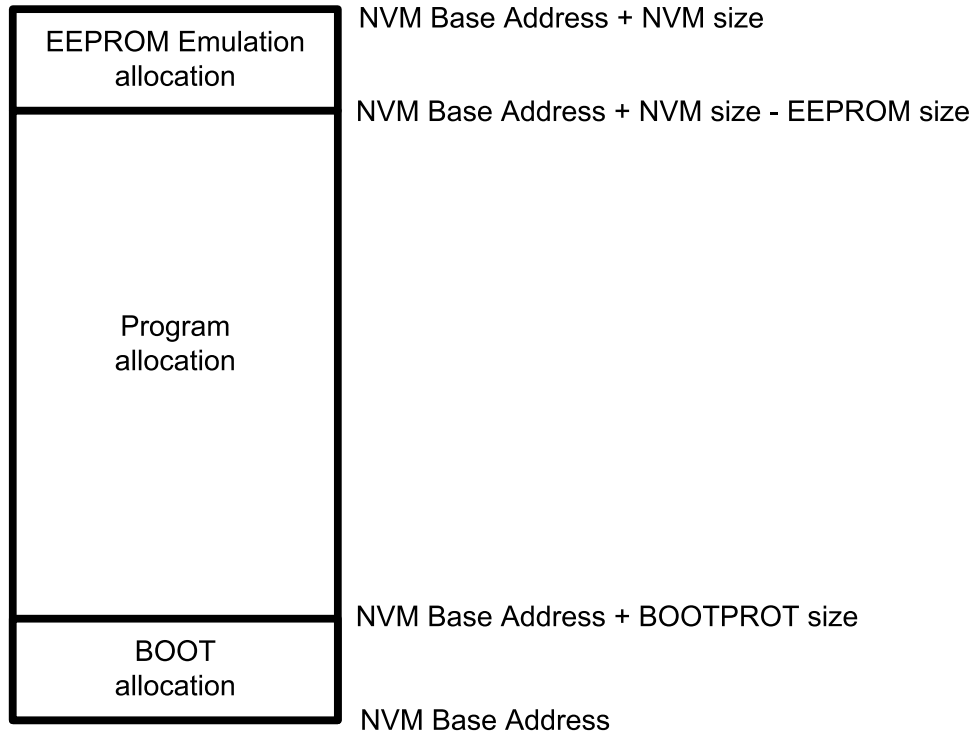 NVM Base Address + NVM size
EEPROM Emulation
allocation
NVM Base Address + NVM size - EEPROM size
Program
allocation
NVM Base Address + BOOTPROT size
BOOT
allocation
NVM Base Address